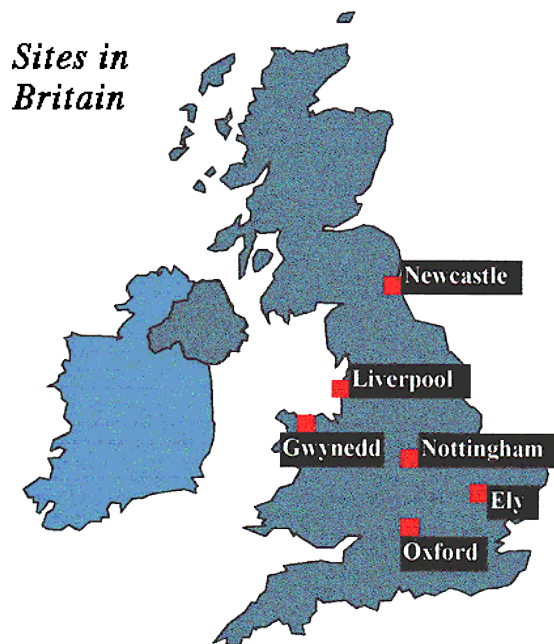 Sites in
Britain
Newcastle
Liverpool
Gwynedd
Nottingham
Ely
Oxford